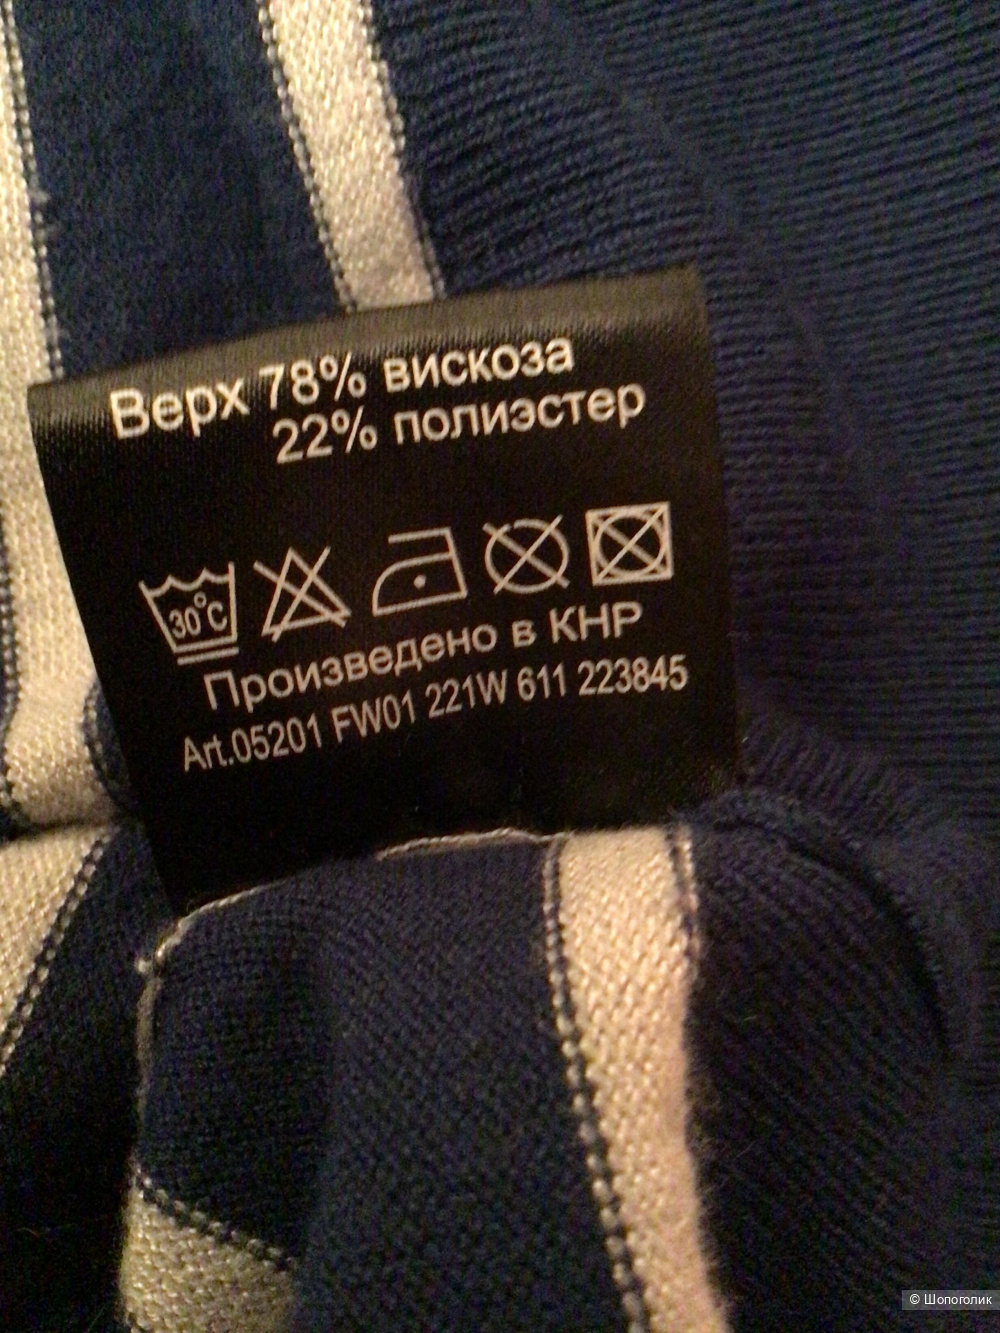 Верх 78% вискоза
22% полиэстер
30°C
Произведено в КНР
Art.05201 FW01 221W 611 223845
© Шопоголик